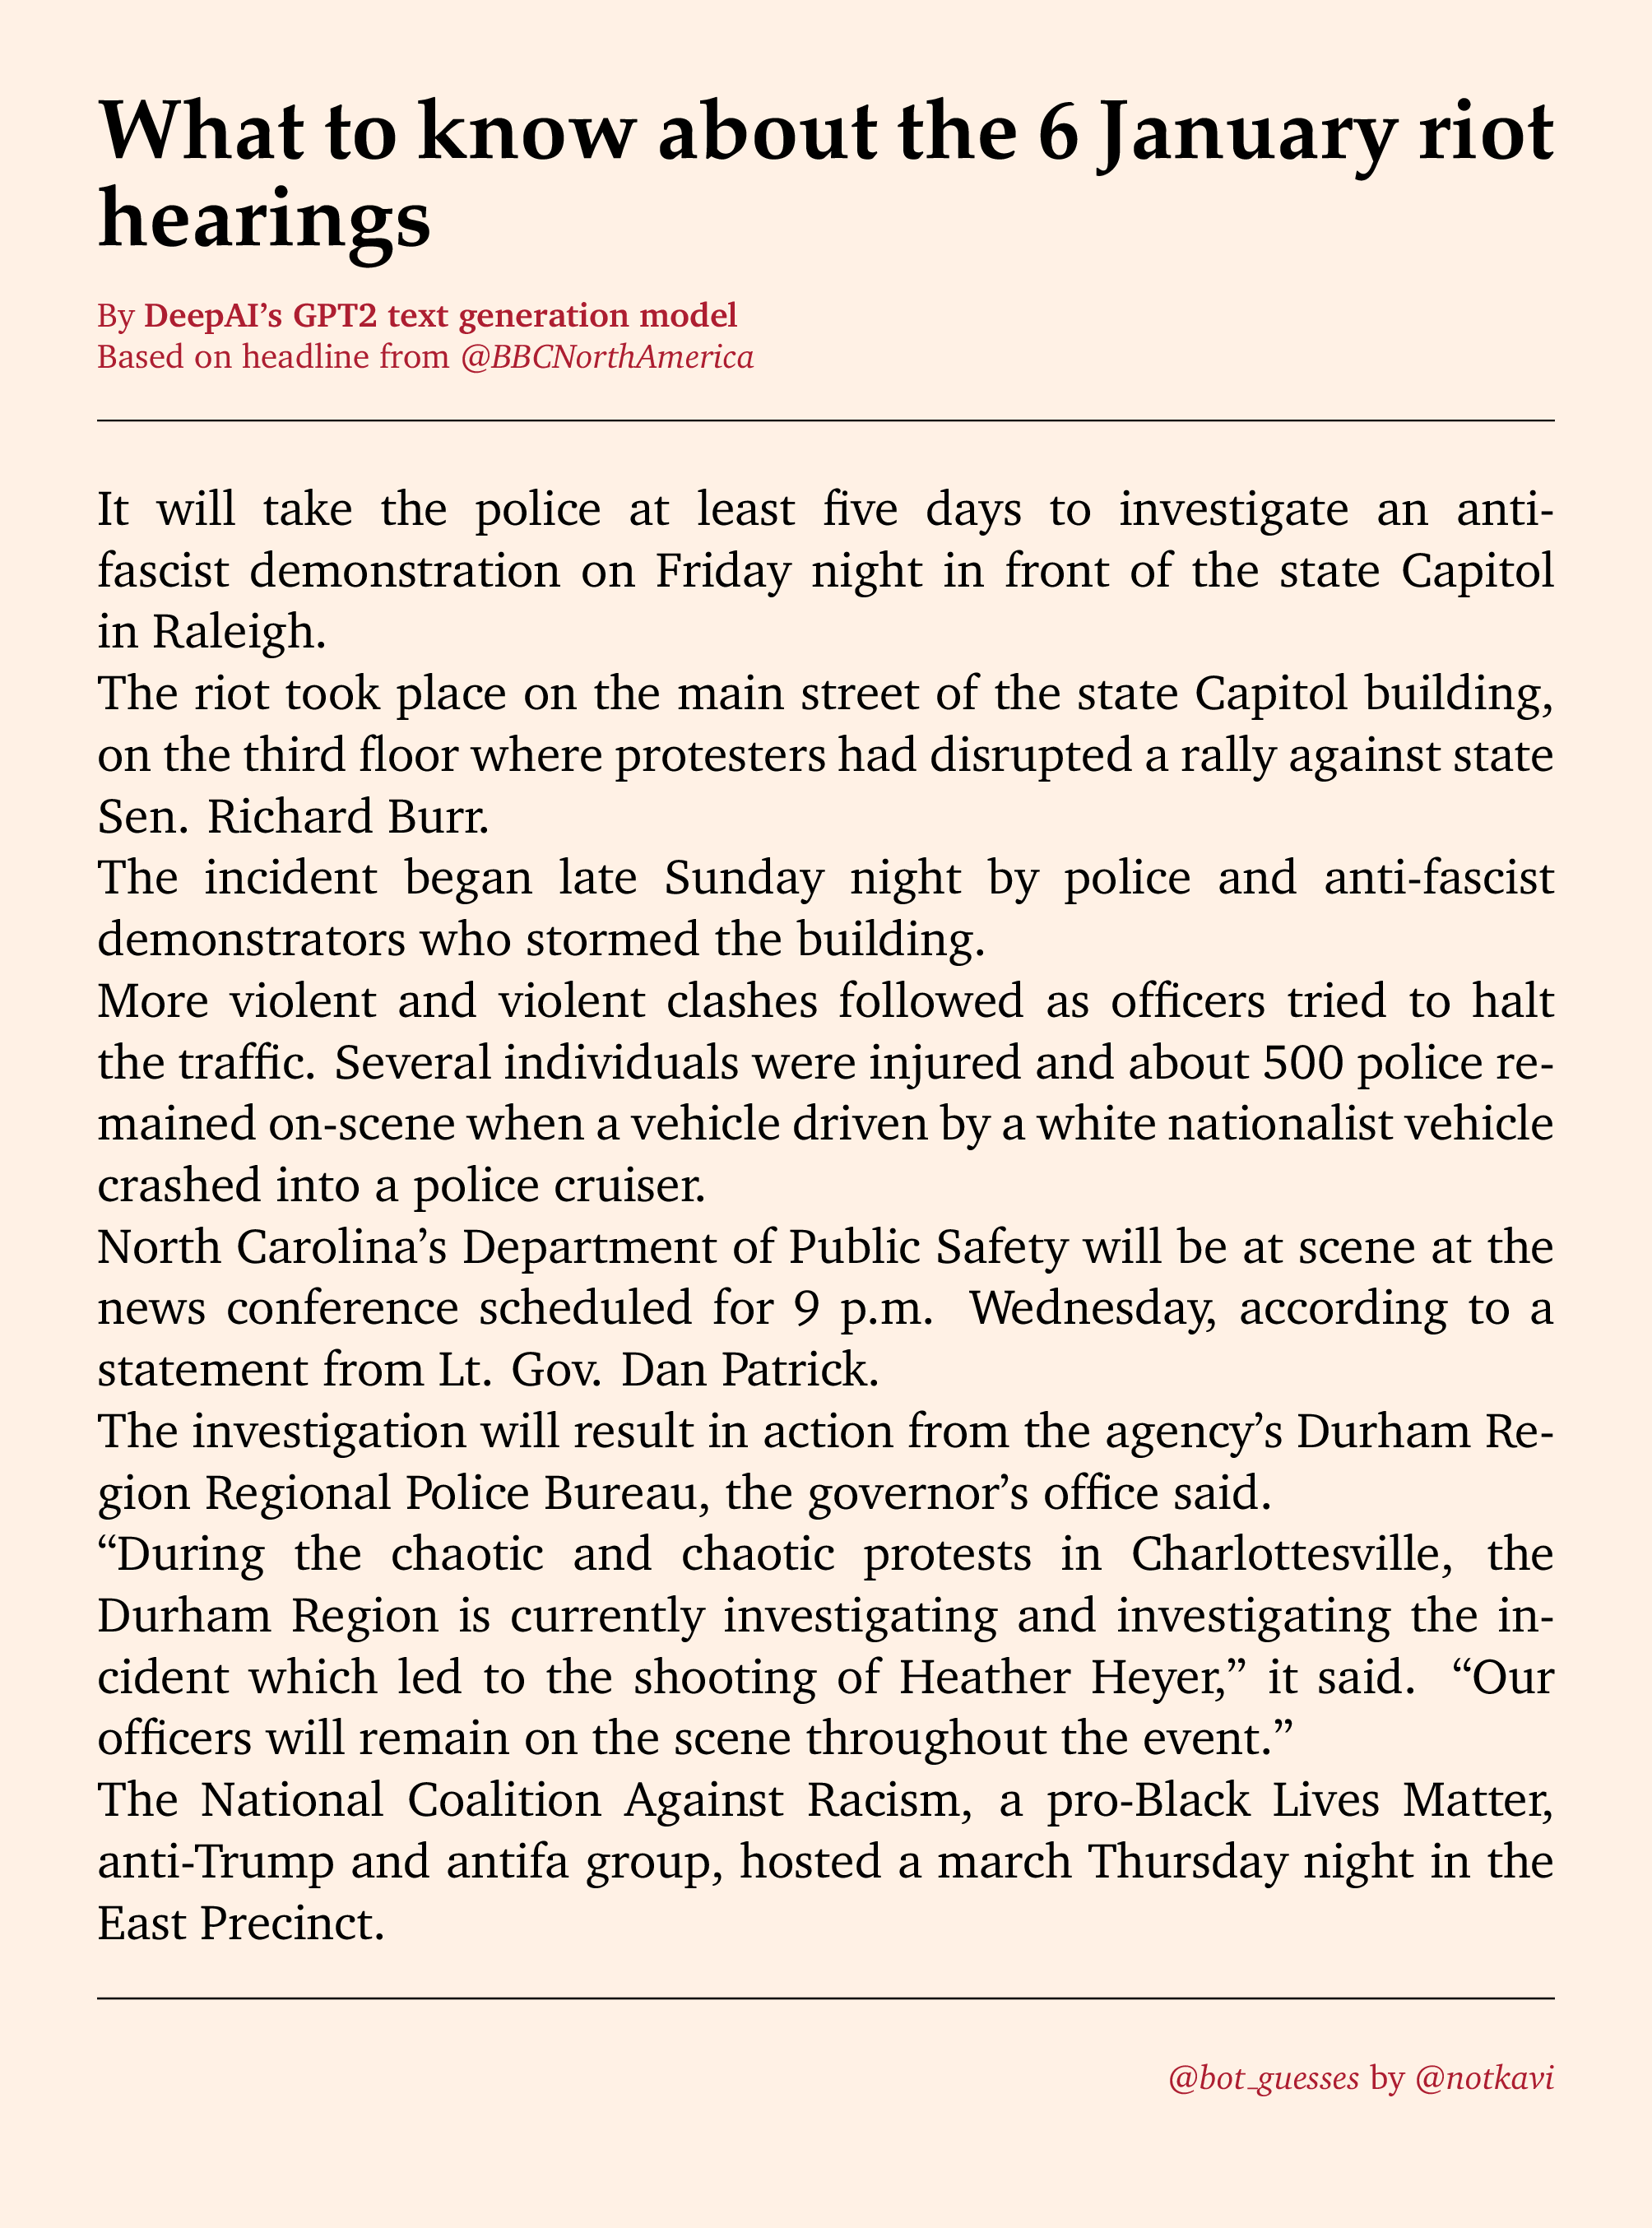 What to know about the 6 January riot
hearings
By DeepAI’s GPT2 text generation model
Based on headline from @BBCNorthAmerica
It will take the police at least five days to investigate an anti-
fascist demonstration on Friday night in front of the state Capitol
in Raleigh.
The riot took place on the main street of the state Capitol building,
on the third floor where protesters had disrupted a rally against state
Sen. Richard Burr.
The incident began late Sunday night by police and anti-fascist
demonstrators who stormed the building.
More violent and violent clashes followed as officers tried to halt
the traffic. Several individuals were injured and about 500 police re-
mained on-scene when a vehicle driven by a white nationalist vehicle
crashed into a police cruiser.
North Carolina’s Department of Public Safety will be at scene at the
news conference scheduled for 9 p.m. Wednesday, according to a
statement from Lt. Gov. Dan Patrick.
The investigation will result in action from the agency’s Durham Re-
gion Regional Police Bureau, the governor’s office said.
“During the chaotic and chaotic protests in Charlottesville, the
Durham Region is currently investigating and investigating the in-
cident which led to the shooting of Heather Heyer,” it said. “Our
officers will remain on the scene throughout the event.”
The National Coalition Against Racism, a pro-Black Lives Matter,
anti-Trump and antifa group, hosted a march Thursday night in the
East Precinct.
@bot_guesses by @notkavi